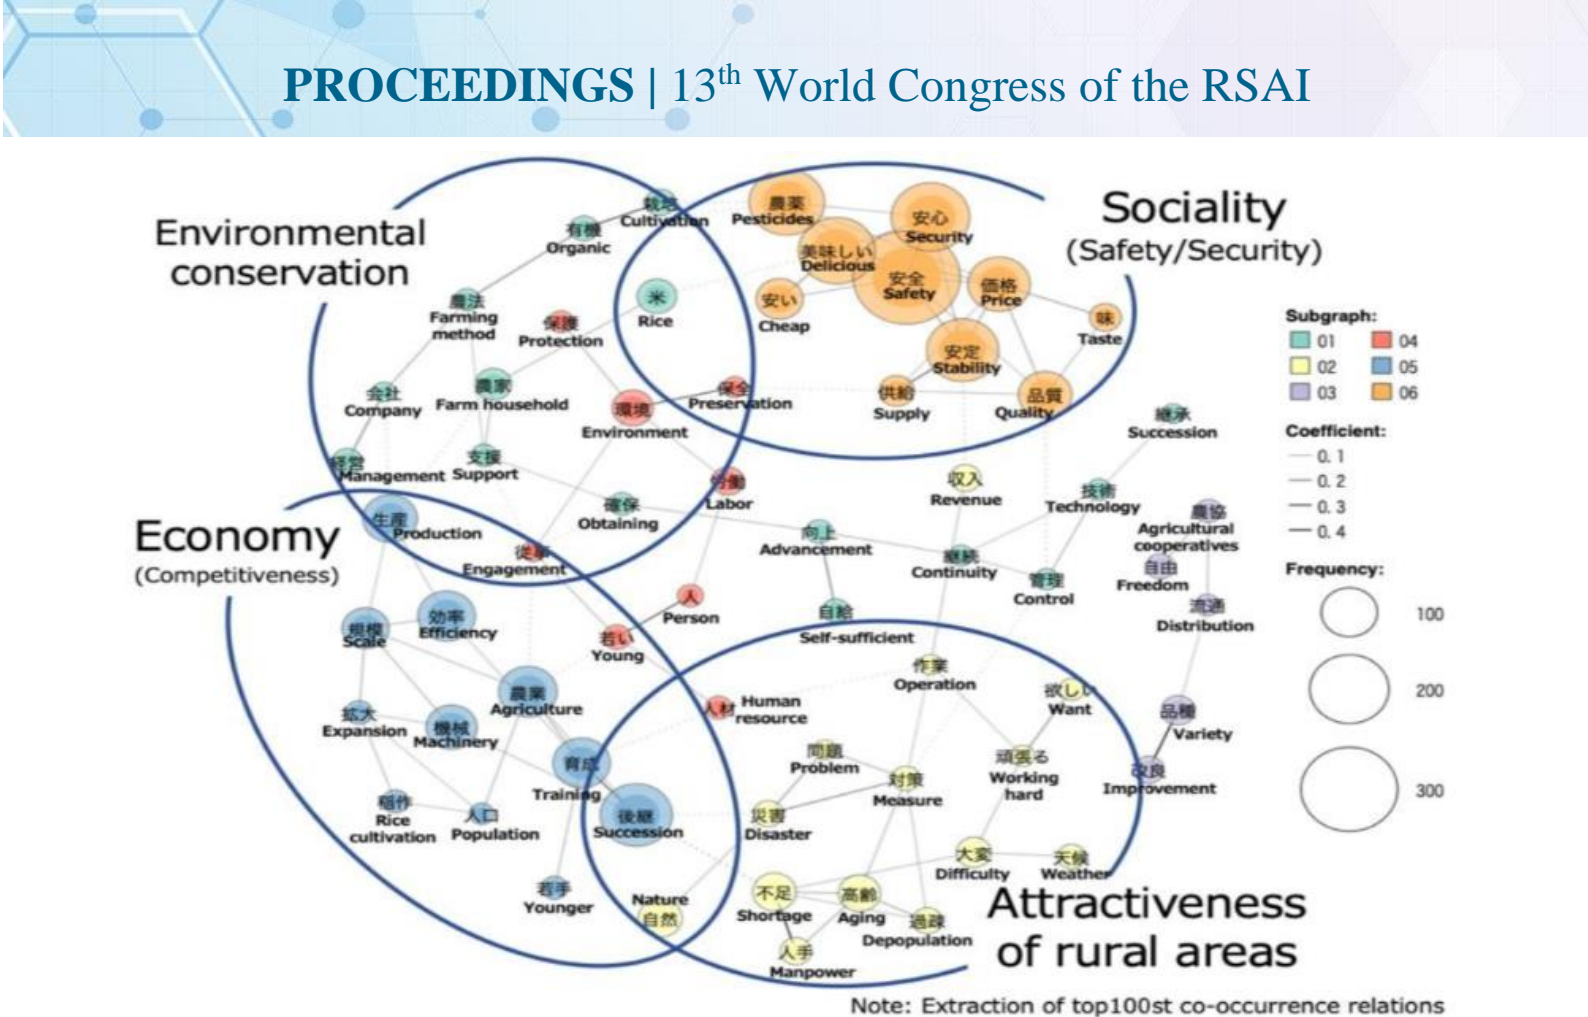 PROCEEDINGS | 13th World Congress of the RSAI
Environmental
conservation
Sociality
(Safety/Security)
Economy
(Competitiveness)
Attractiveness
of rural areas
栽培
Cultivation
有機
Organic
農法
Farming
method
保護
Protection
米
Rice
会社
Company
農家
Farm household
環境
Environment
保全
Preservation
経営
Management
支援
Support
確保
Obtaining
労働
Labor
農薬
Pesticides
安心
Security
美味しい
Delicious
安全
Safety
価格
Price
安い
Cheap
味
Taste
安定
Stability
供給
Supply
品質
Quality
生産
Production
従事
Engagement
向上
Advancement
収入
Revenue
継承
Succession
技術
Technology
継続
Continuity
管理
Control
自給
Self-sufficient
農協
Agricultural
cooperatives
自由
Freedom
流通
Distribution
品種
Variety
改良
Improvement
人
Person
若い
Young
人材
Human
resource
規模
Scale
効率
Efficiency
農業
Agriculture
拡大
Expansion
機械
Machinery
育成
Training
後継
Succession
稲作
Rice
cultivation
人口
Population
若手
Younger
Nature
自然
作業
Operation
欲しい
Want
問題
Problem
対策
Measure
頑張る
Working
hard
災害
Disaster
大変
Difficulty
天候
Weather
不足
Shortage
高齢
Aging
過疎
Depopulation
人手
Manpower
Subgraph:
01 04
02 05
03 06
Coefficient:
0. 1
0. 2
0. 3
0. 4
Frequency:
100
200
300
Note: Extraction of top100st co-occurrence relations